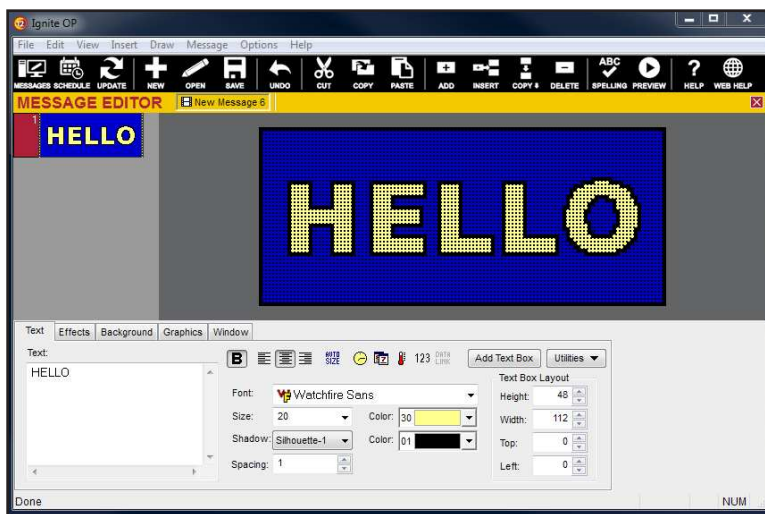 Ignite OP
File Edit View Insert Draw Message Options Help
MESSAGES SCHEDULE UPDATE NEW OPEN SAVE UNDO CUT COPY PASTE ADD INSERT COPY DELETE ABC SPELLING PREVIEW ? HELP WEB HELP
MESSAGE EDITOR New Message 6
1
HELLO
HELLO
Text Effects Background Graphics Window
Text:
HELLO
B AUTO SIZE 123 DATA LINK Add Text Box Utilities
Text Box Layout
Font: Watchfire Sans Height: 48
Size: 20 Color: 30 Width: 112
Shadow: Silhouette-1 Color: 01 Top: 0
Spacing: 1 Left: 0
Done NUM